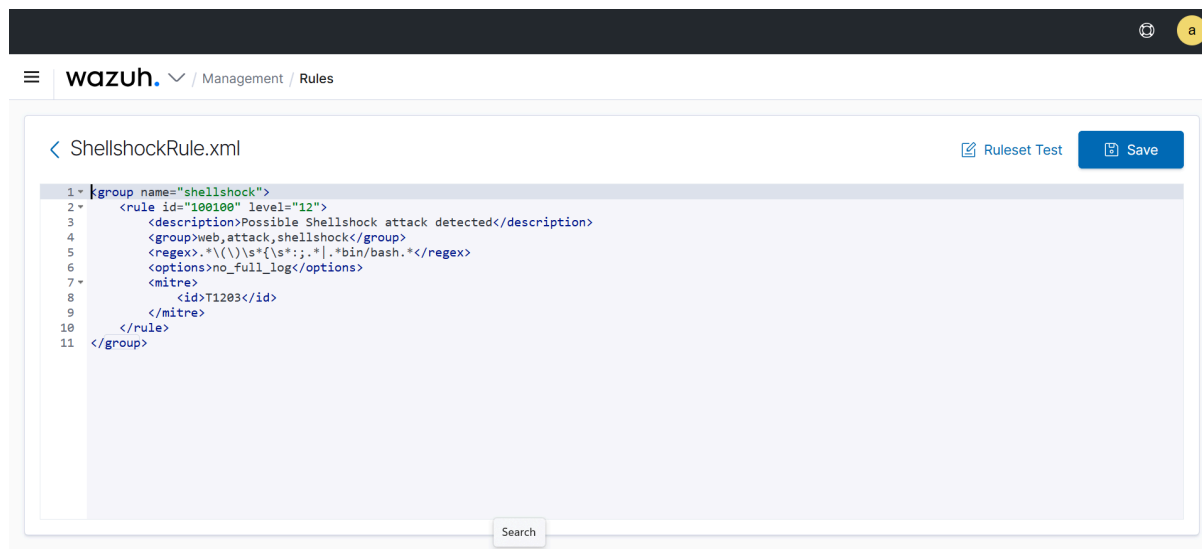 a
wazuh. / Management / Rules
ShellshockRule.xml
Ruleset Test
Save
1 <group name="shellshock">
2     <rule id="100100" level="12">
3         <description>Possible Shellshock attack detected</description>
4         <group>web,attack,shellshock</group>
5         <regex>.*\(\)\s*{\s*:;.*|.*bin/bash.*</regex>
6         <options>no_full_log</options>
7         <mitre>
8             <id>T1203</id>
9         </mitre>
10     </rule>
11 </group>
Search